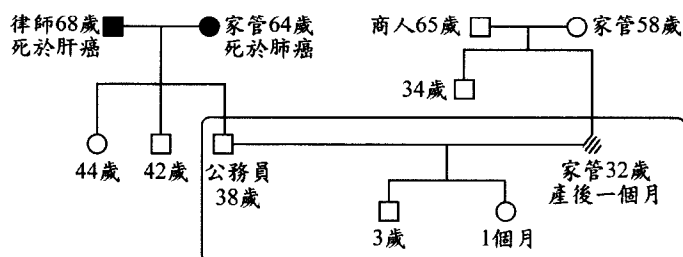 律師68歲
死於肝癌
家管64歲
死於肺癌
商人65歲
家管58歲
34歲
44歲
42歲
公務員
38歲
家管32歲
產後一個月
3歲
1個月